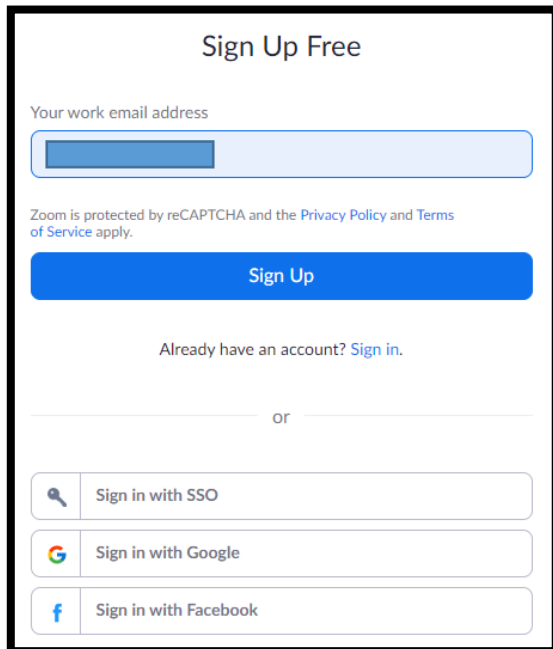 Sign Up Free
Your work email address
Zoom is protected by reCAPTCHA and the Privacy Policy and Terms
of Service apply.
Sign Up
Already have an account? Sign in.
or
Sign in with SSO
Sign in with Google
Sign in with Facebook